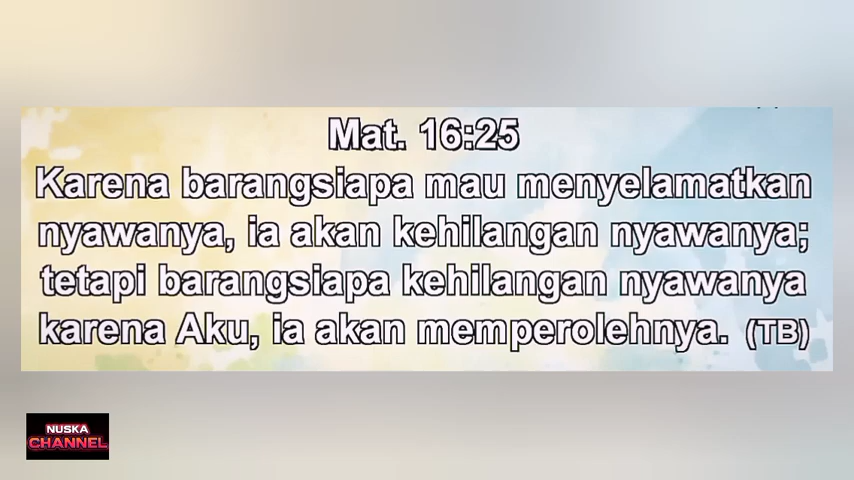 Mat. 16:25
Karena barangsiapa mau menyelamatkan
nyawanya, ia akan kehilangan nyawanya;
tetapi barangsiapa kehilangan nyawanya
karena Aku, ia akan memperolehnya. (TB)
NUSKA
CHANNEL